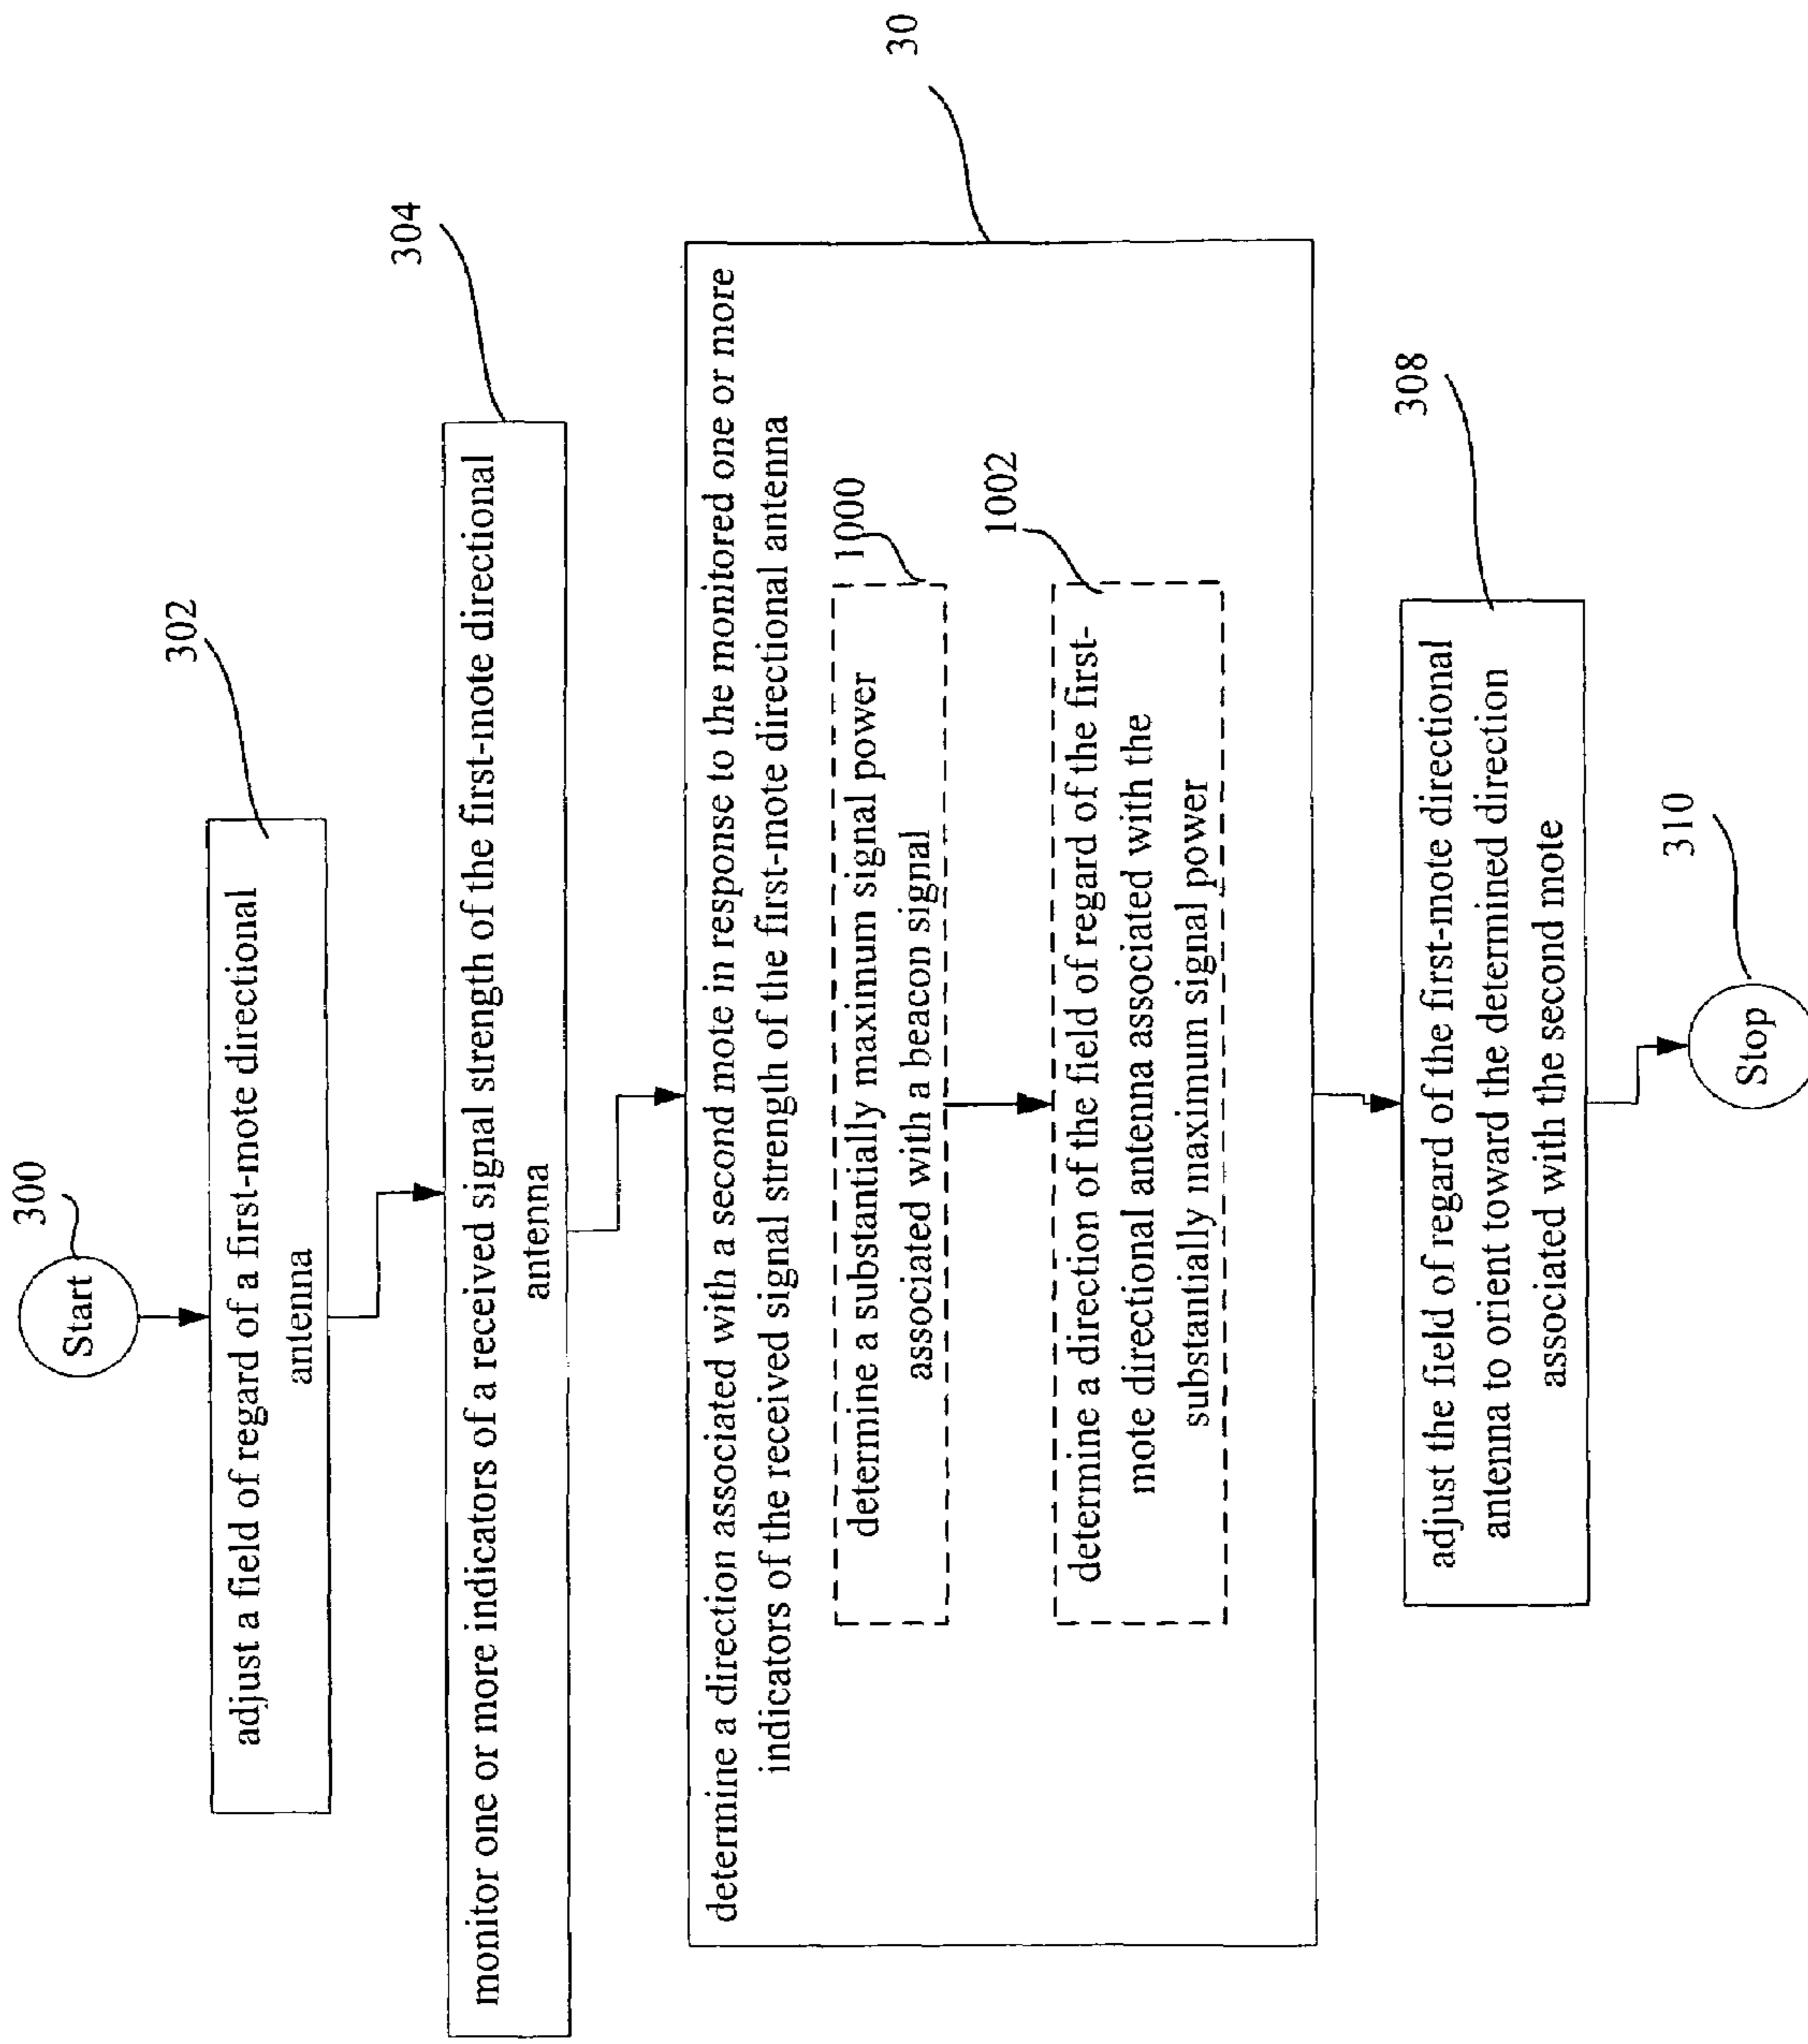 300
Start
302
adjust a field of regard of a first-mote directional
antenna
304
monitor one or more indicators of a received signal strength of the first-mote directional
antenna
30
determine a direction associated with a second mote in response to the monitored one or more
indicators of the received signal strength of the first-mote directional antenna
1000
determine a substantially maximum signal power
associated with a beacon signal
1002
determine a direction of the field of regard of the first-
mote directional antenna associated with the
substantially maximum signal power
308
adjust the field of regard of the first-mote directional
antenna to orient toward the determined direction
associated with the second mote
310
Stop